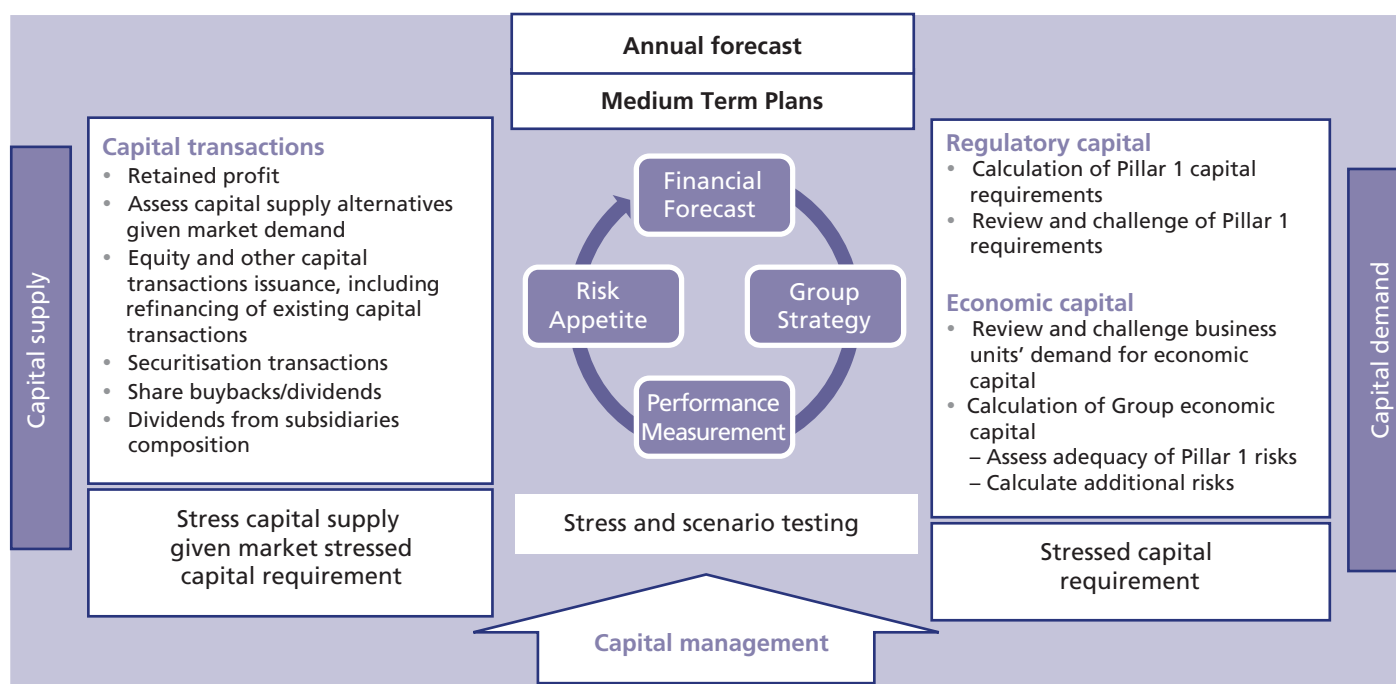 Annual forecast
Medium Term Plans
Capital supply
Capital transactions
• Retained profit
• Assess capital supply alternatives
given market demand
• Equity and other capital
transactions issuance, including
refinancing of existing capital
transactions
• Securitisation transactions
• Share buybacks/dividends
• Dividends from subsidiaries
composition
Stress capital supply
given market stressed
capital requirement
Financial
Forecast
Group
Strategy
Performance
Measurement
Risk
Appetite
Stress and scenario testing
Capital management
Regulatory capital
• Calculation of Pillar 1 capital
requirements
• Review and challenge of Pillar 1
requirements
Economic capital
• Review and challenge business
units’ demand for economic
capital
• Calculation of Group economic
capital
– Assess adequacy of Pillar 1 risks
– Calculate additional risks
Stressed capital
requirement
Capital demand